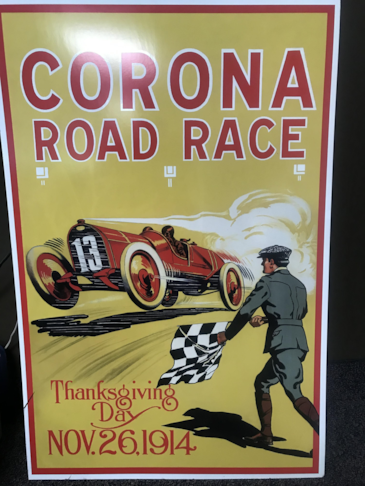 CORONA
ROAD RACE
13
Thanksgiving
Day
NOV. 26, 1914